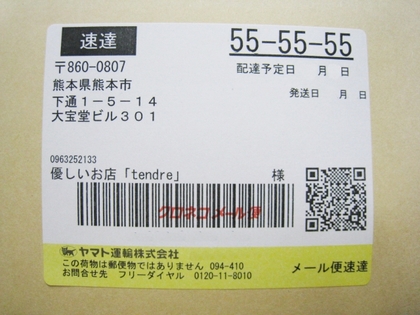 速達
55-55-55
〒860-0807
配達予定日 月 日
熊本県熊本市
発送日 月 日
下通1-5-14
大宝堂ビル301
0963252133
優しいお店「tendre」 様
クロネコメール便
ヤマト運輸株式会社
この荷物は郵便物ではありません 094-410
お問合せ先 フリーダイヤル 0120-11-8010
メール便速達